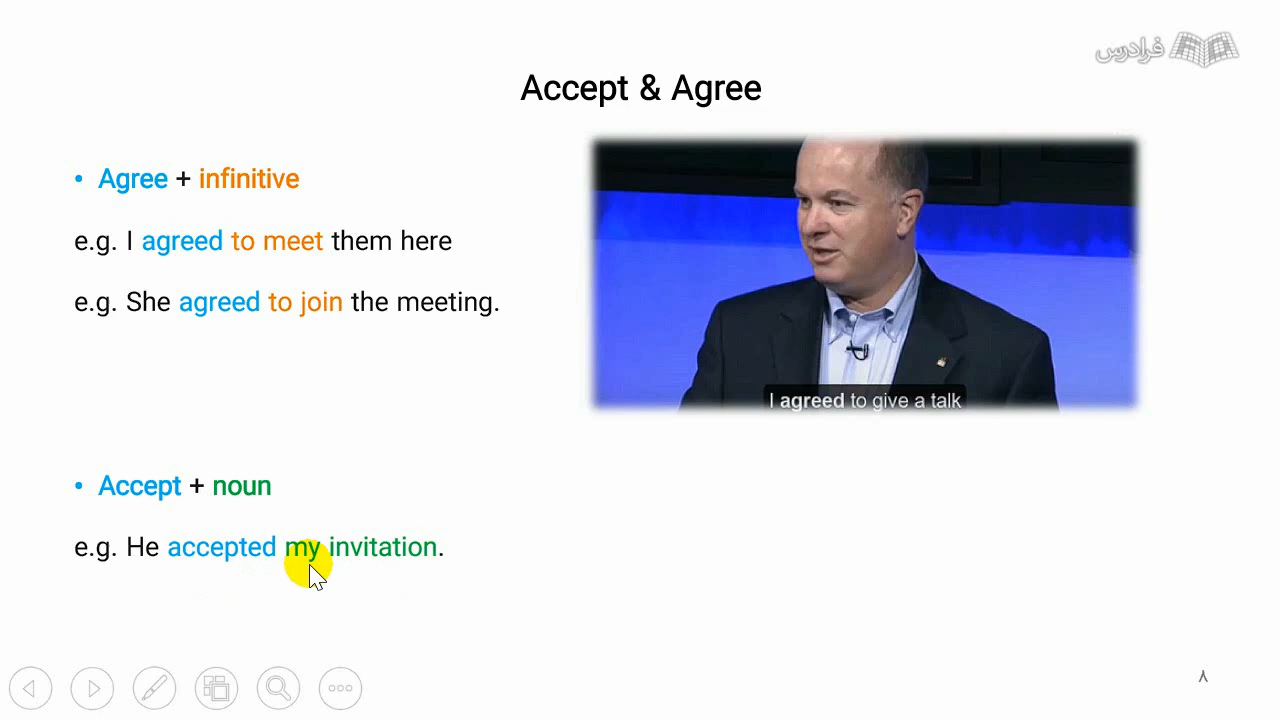 فرادرس
Accept & Agree
• Agree + infinitive
e.g. I agreed to meet them here
e.g. She agreed to join the meeting.
I agreed to give a talk
• Accept + noun
e.g. He accepted my invitation.
۸